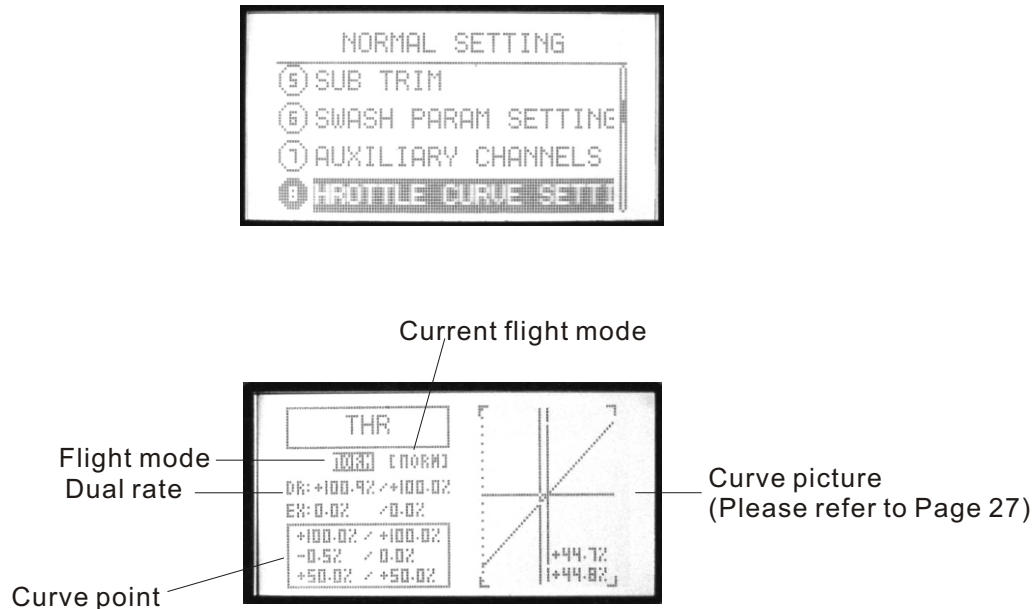 NORMAL SETTING
5 SUB TRIM
6 SWASH PARAM SETTING
7 AUXILIARY CHANNELS
8 HROTTLE CURVE SETTI
Current flight mode
THR
Flight mode
NORM [NORM]
Dual rate
DR:+100.9%/+100.0%
EX:0.0% /0.0%
Curve picture
(Please refer to Page 27)
+100.0% / +100.0%
-0.5% / 0.0%
+50.0% / +50.0%
+44.7%
+44.8%
Curve point